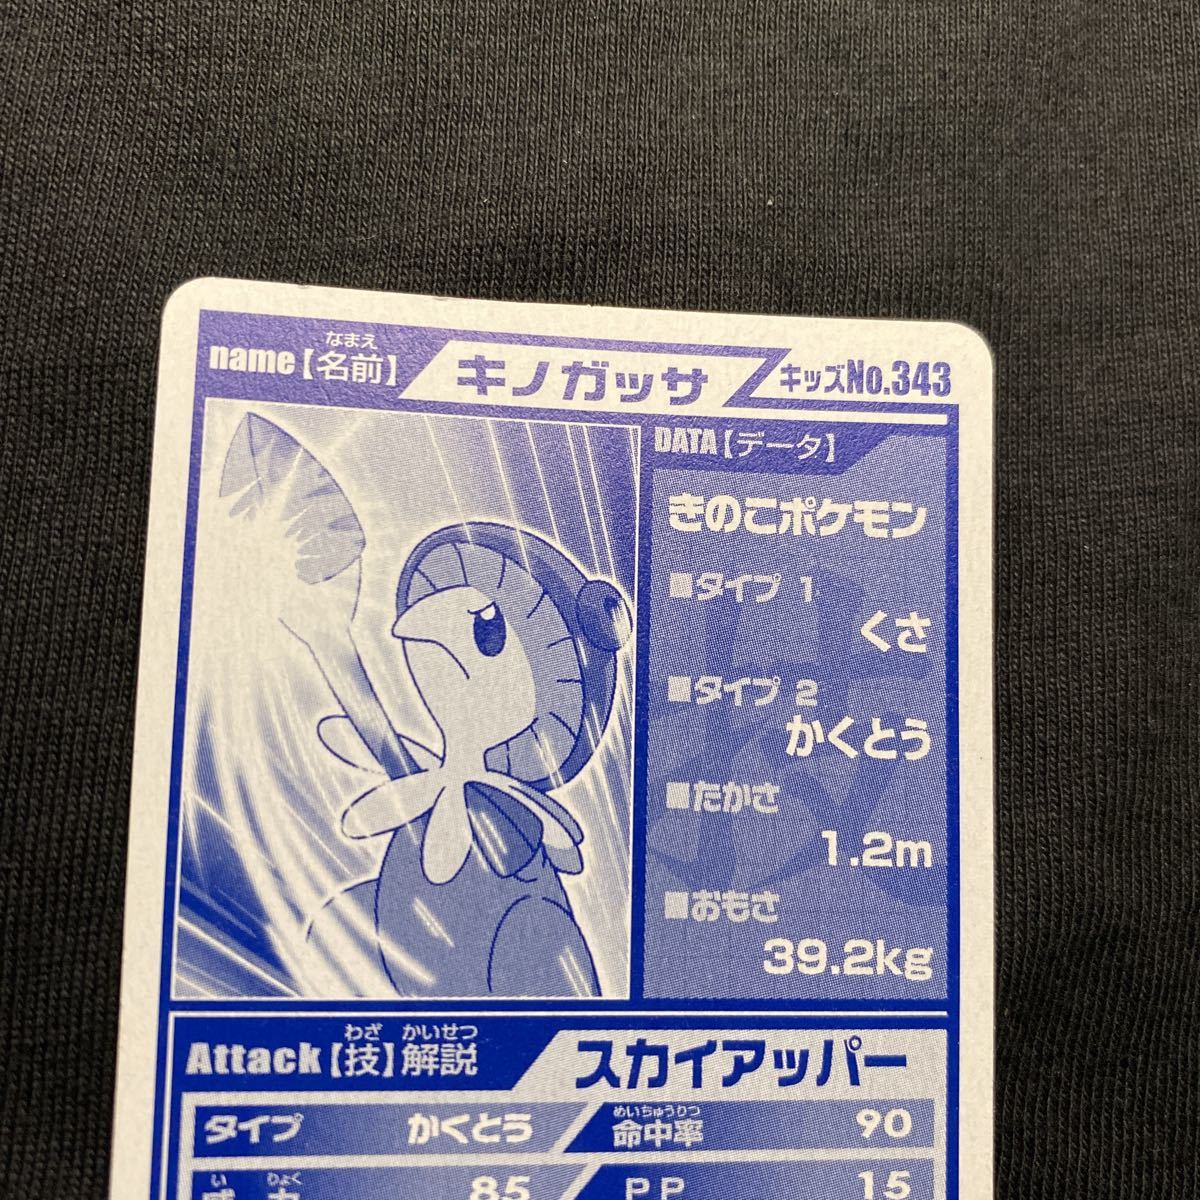 なまえ
name【名前】 キノガッサ キッズNo.343
DATA【データ】
きのこポケモン
■タイプ 1
くさ
■タイプ 2
かくとう
■たかさ
1.2m
■おもさ
39.2kg
わざ かいせつ
Attack【技】解説 スカイアッパー
めいちゅうりつ
タイプ かくとう 命中率 90
い りょく
威力 85 PP 15